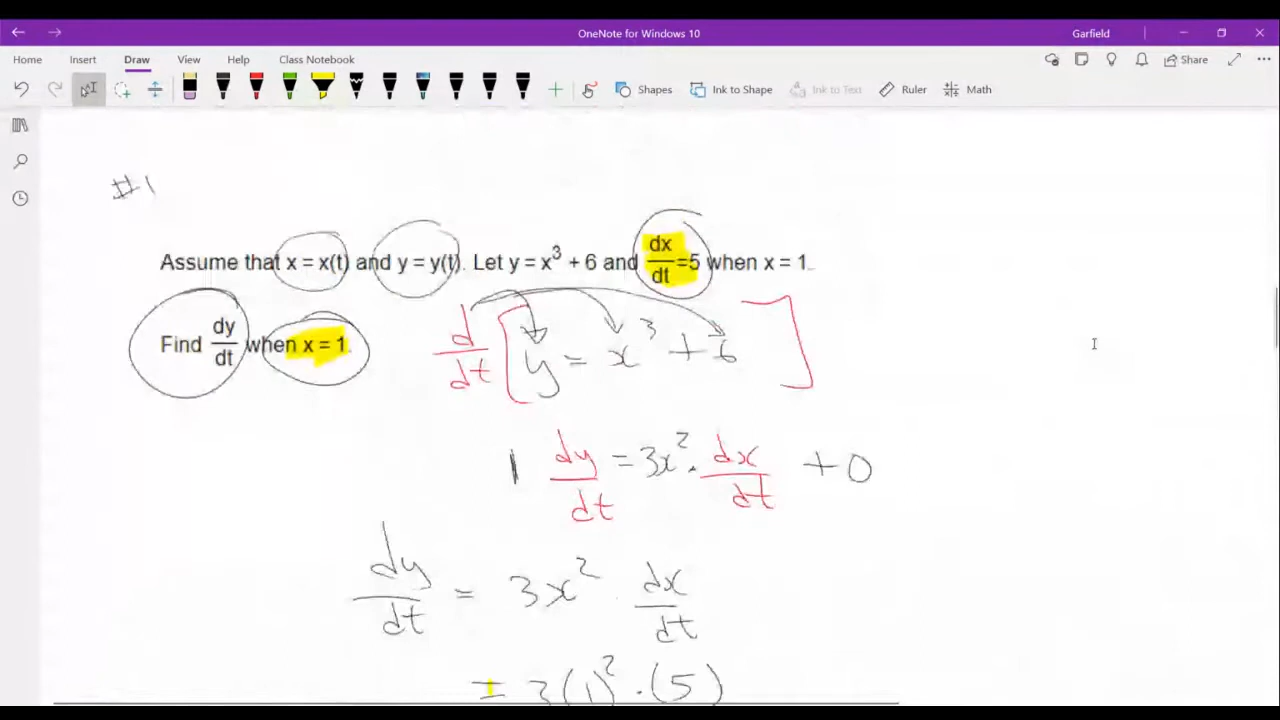 OneNote for Windows 10
Garfield
Home Insert Draw View Help Class Notebook
Share
Shapes Ink to Shape Ink to Text Ruler Math
#1
Assume that x = x(t) and y = y(t). Let y = x³ + 6 and dx/dt =5 when x = 1.
Find dy/dt when x = 1.
d/dt [y = x³ + 6]
1 dy/dt = 3x² · dx/dt + 0
dy/dt = 3x² · dx/dt
= 3(1)² · (5)